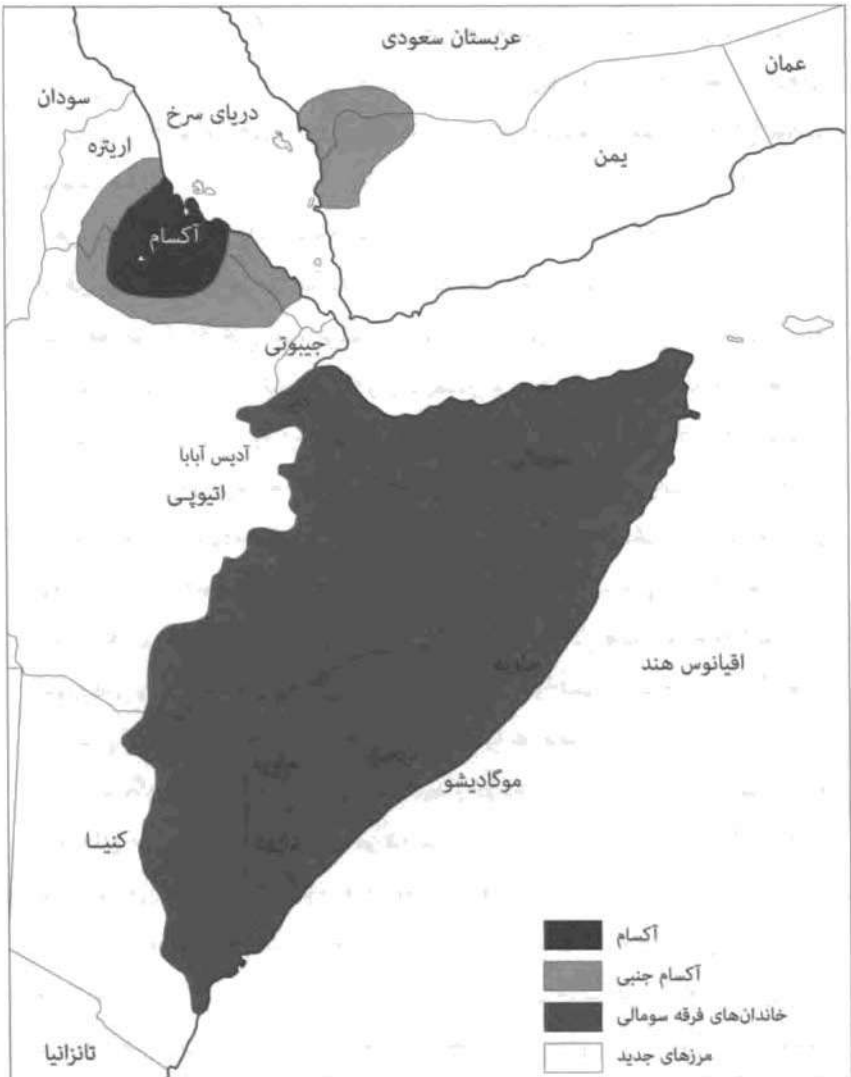 عربستان سعودی
عمان
سودان
دریای سرخ
اریتره
یمن
آکسام
جیبوتی
آدیس آبابا
اتیوپی
اقیانوس هند
موگادیشو
کنیا
تانزانیا
آکسام
آکسام جنبی
خاندان‌های فرقه سومالی
مرزهای جدید